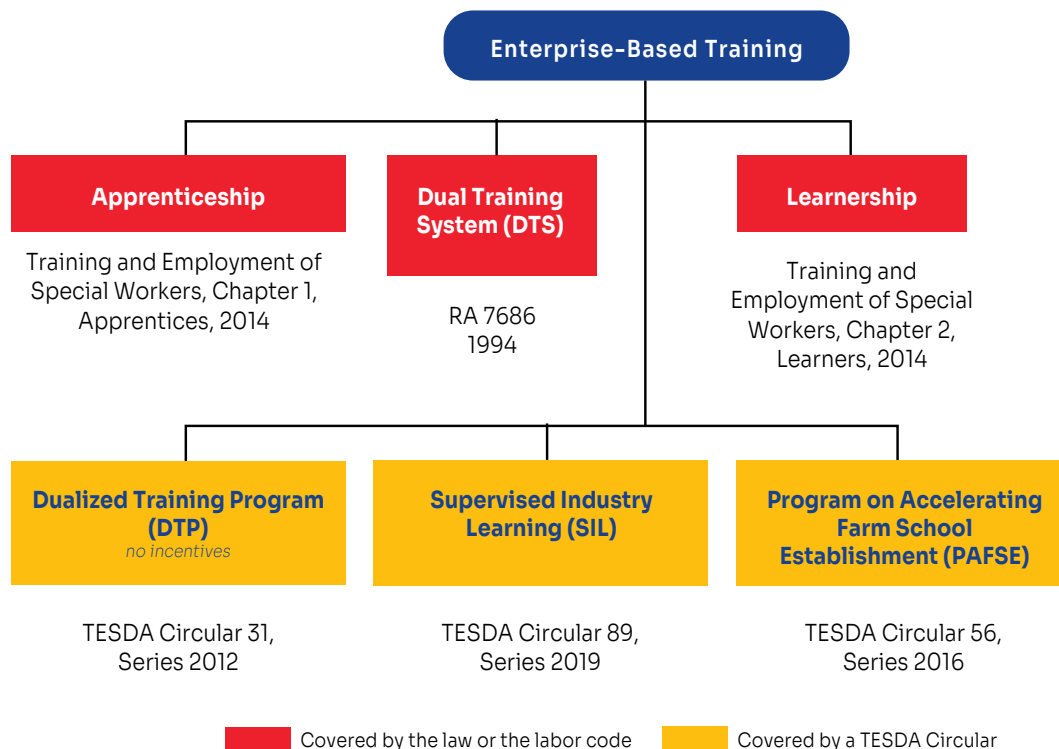 Enterprise-Based Training
Apprenticeship
Training and Employment of
Special Workers, Chapter 1,
Apprentices, 2014
Dual Training
System (DTS)
RA 7686
1994
Learnership
Training and
Employment of Special
Workers, Chapter 2,
Learners, 2014
Dualized Training Program
(DTP)
no incentives
TESDA Circular 31,
Series 2012
Supervised Industry
Learning (SIL)
TESDA Circular 89,
Series 2019
Program on Accelerating
Farm School
Establishment (PAFSE)
TESDA Circular 56,
Series 2016
Covered by the law or the labor code
Covered by a TESDA Circular